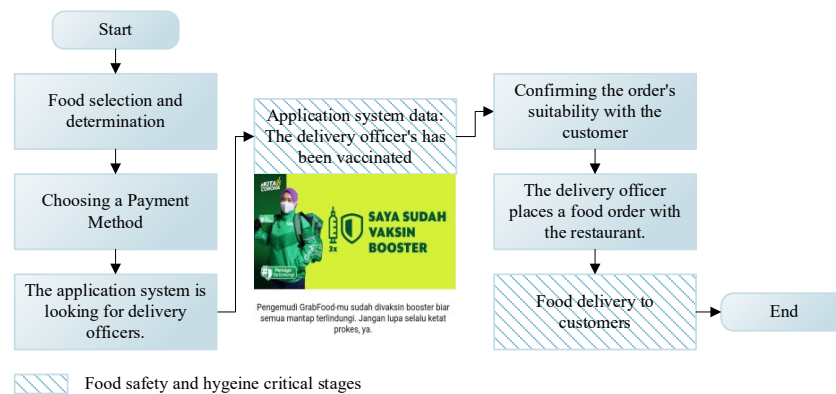 Start
Food selection and
determination
Choosing a Payment
Method
The application system is
looking for delivery
officers.
Application system data:
The delivery officer's has
been vaccinated
#KITA
CORONA
SAYA SUDAH
VAKSIN
BOOSTER
3x
Pengemudi GrabFood-mu sudah divaksin booster biar
semua mantap terlindungi. Jangan lupa selalu ketat
prokes, ya.
Confirming the order's
suitability with the
customer
The delivery officer
places a food order with
the restaurant.
Food delivery to
customers
End
Food safety and hygeine critical stages